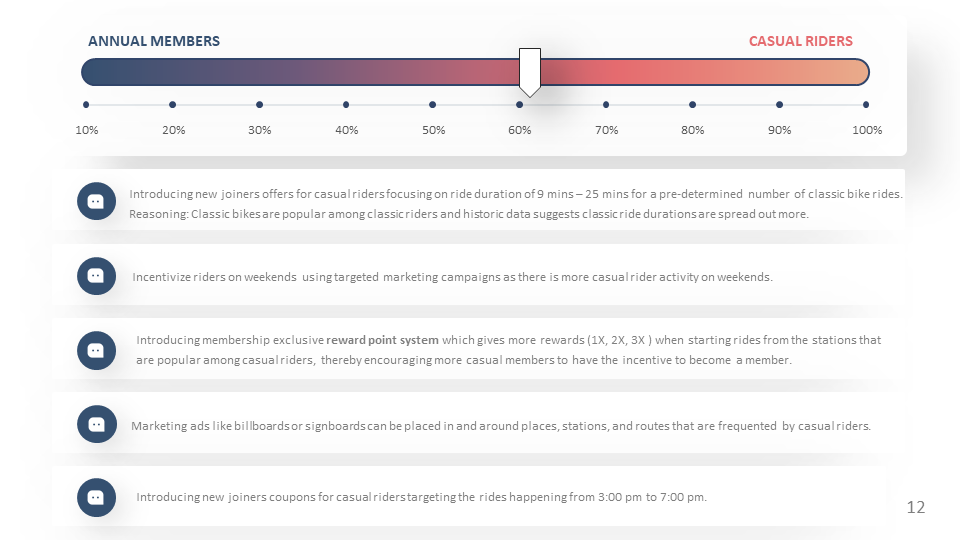 ANNUAL MEMBERS CASUAL RIDERS
10% 20% 30% 40% 50% 60% 70% 80% 90% 100%
Introducing new joiners offers for casual riders focusing on ride duration of 9 mins – 25 mins for a pre-determined number of classic bike rides.
Reasoning: Classic bikes are popular among classic riders and historic data suggests classic ride durations are spread out more.
Incentivize riders on weekends using targeted marketing campaigns as there is more casual rider activity on weekends.
Introducing membership exclusive reward point system which gives more rewards (1X, 2X, 3X ) when starting rides from the stations that
are popular among casual riders, thereby encouraging more casual members to have the incentive to become a member.
Marketing ads like billboards or signboards can be placed in and around places, stations, and routes that are frequented by casual riders.
Introducing new joiners coupons for casual riders targeting the rides happening from 3:00 pm to 7:00 pm.
12